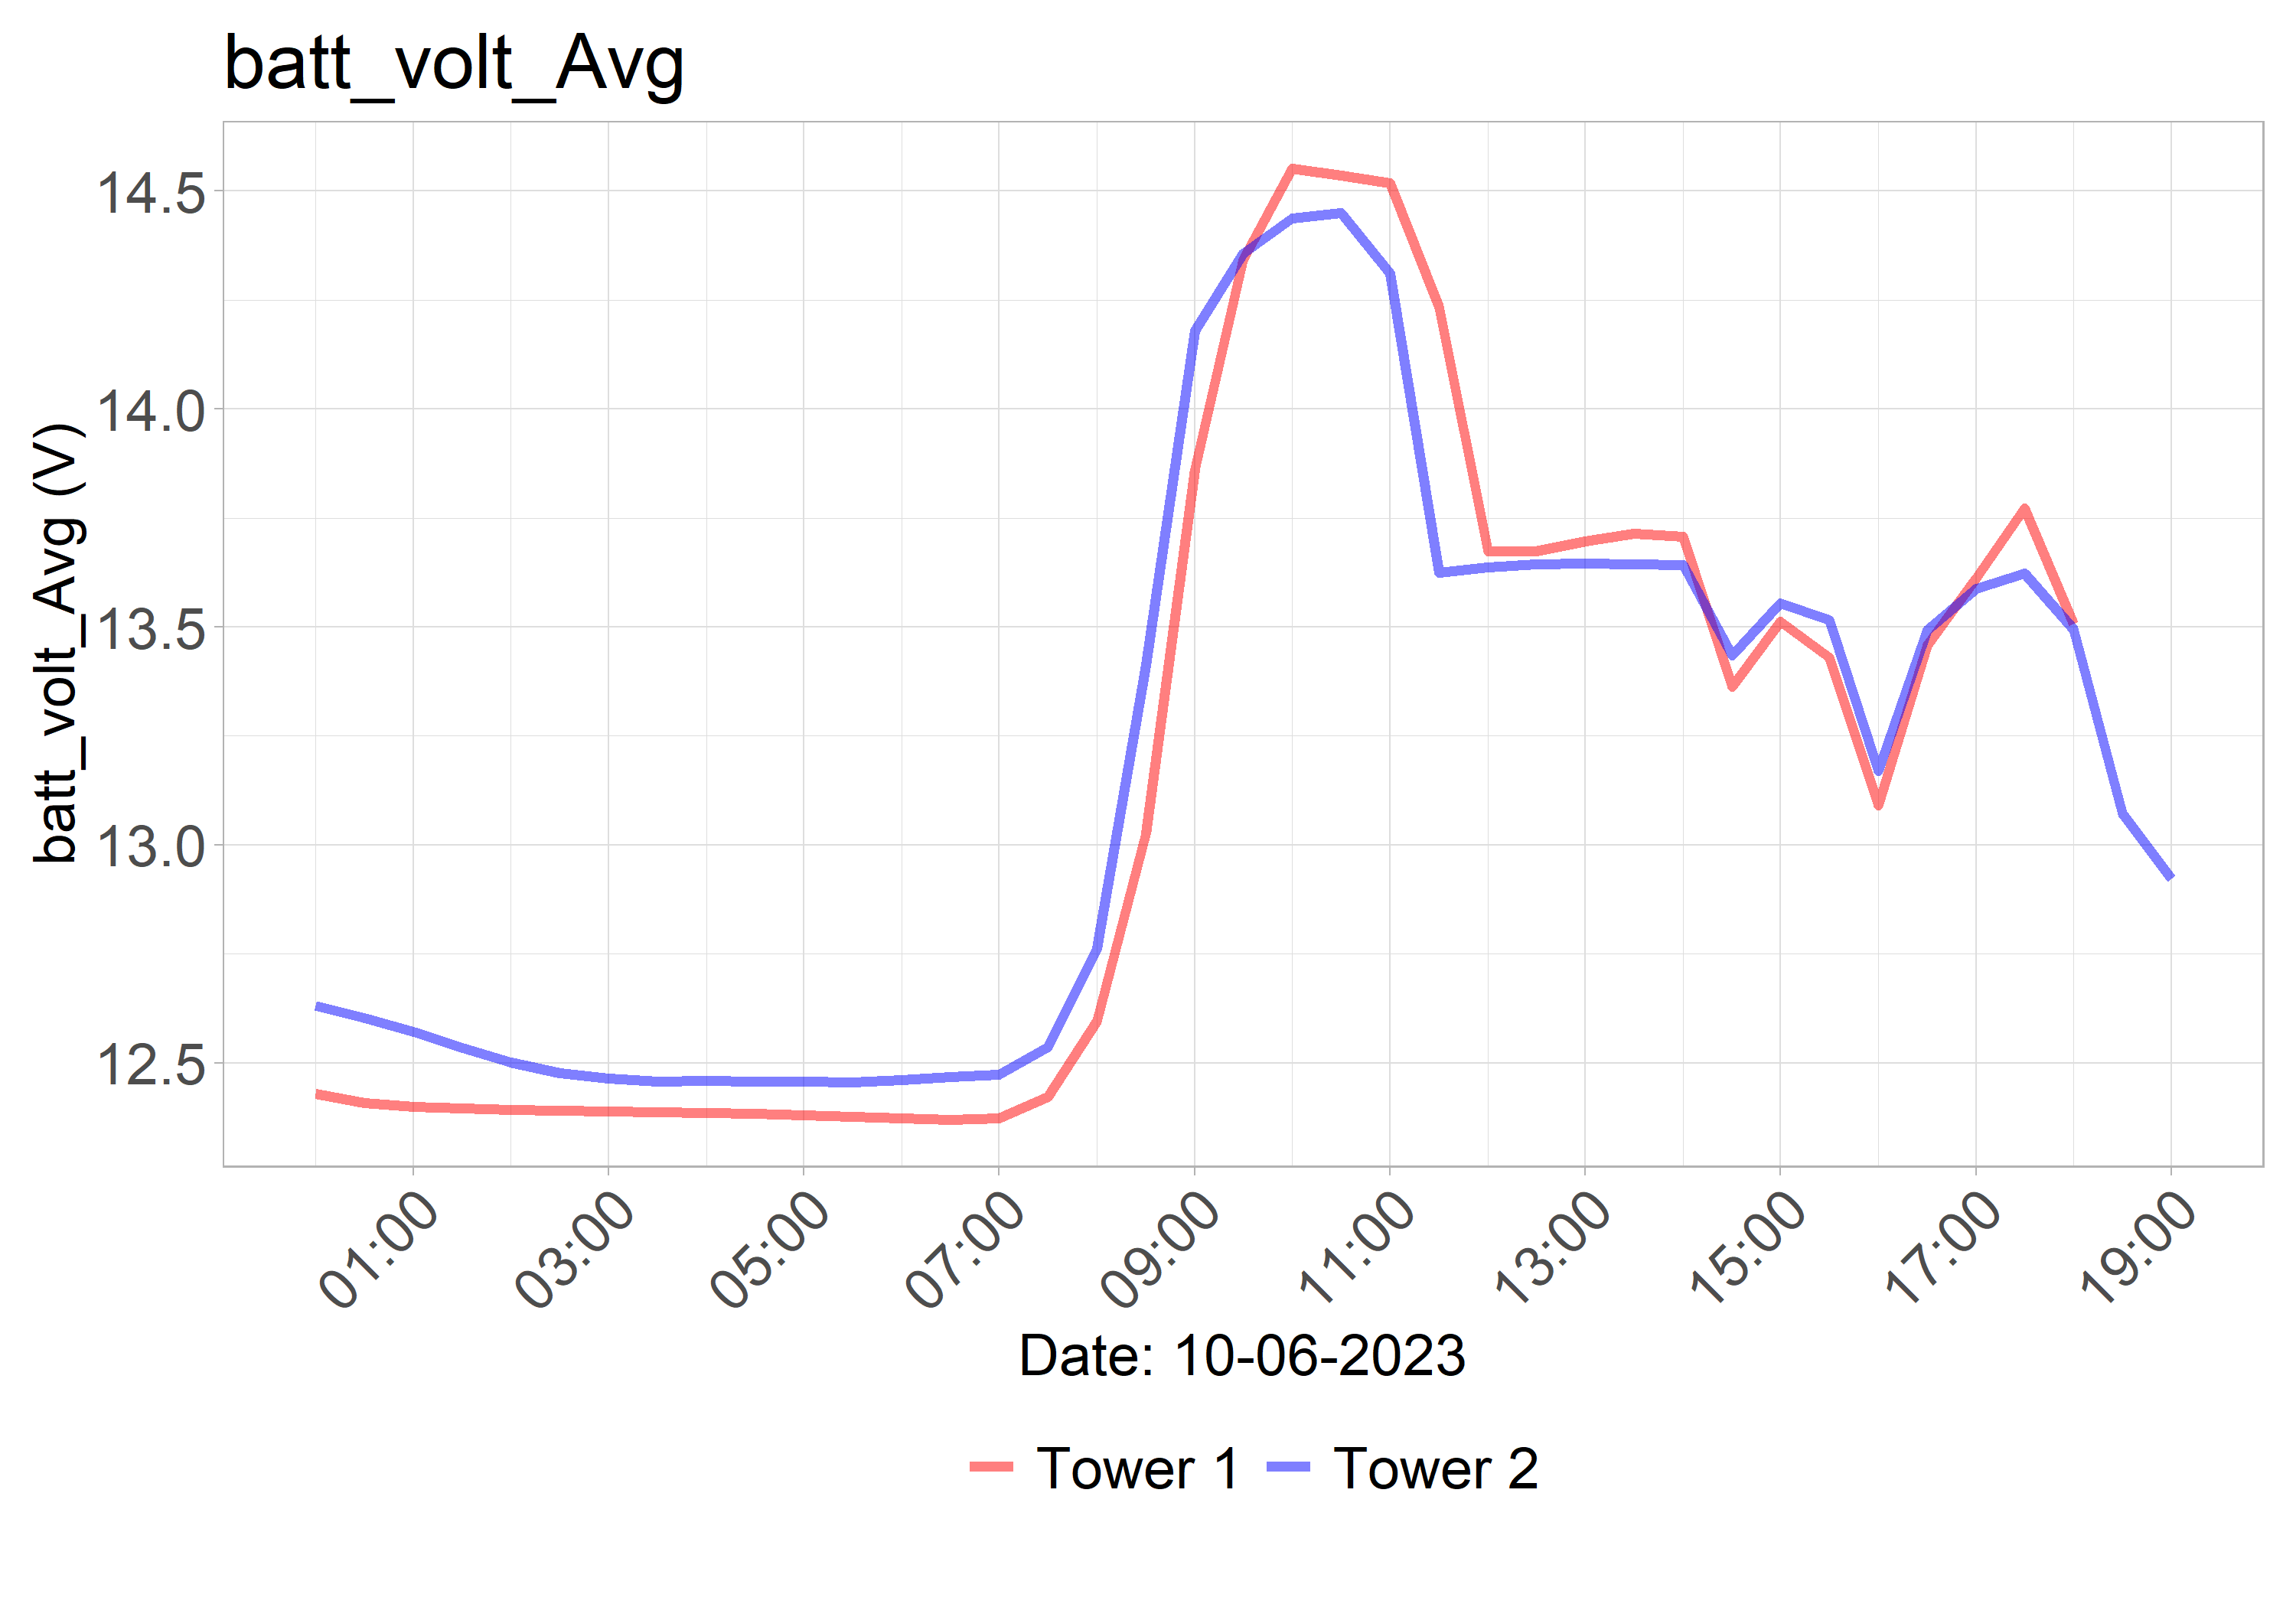 batt_volt_Avg
batt_volt_Avg (V)
14.5
14.0
13.5
13.0
12.5
01:00 03:00 05:00 07:00 09:00 11:00 13:00 15:00 17:00 19:00
Date: 10-06-2023
Tower 1 Tower 2